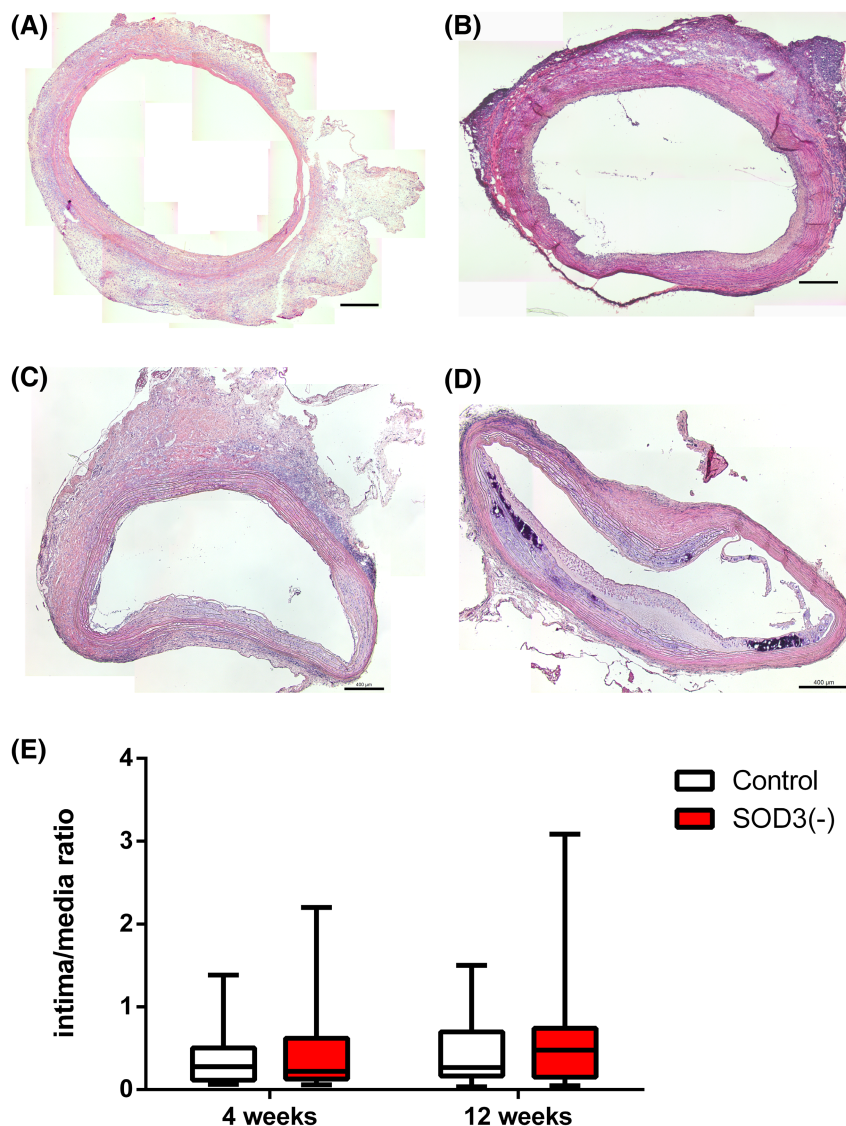 (A)
(B)
(C)
(D)
400 µm
400 µm
(E)
4
3
2
1
0
intima/media ratio
4 weeks
12 weeks
Control
SOD3(-)